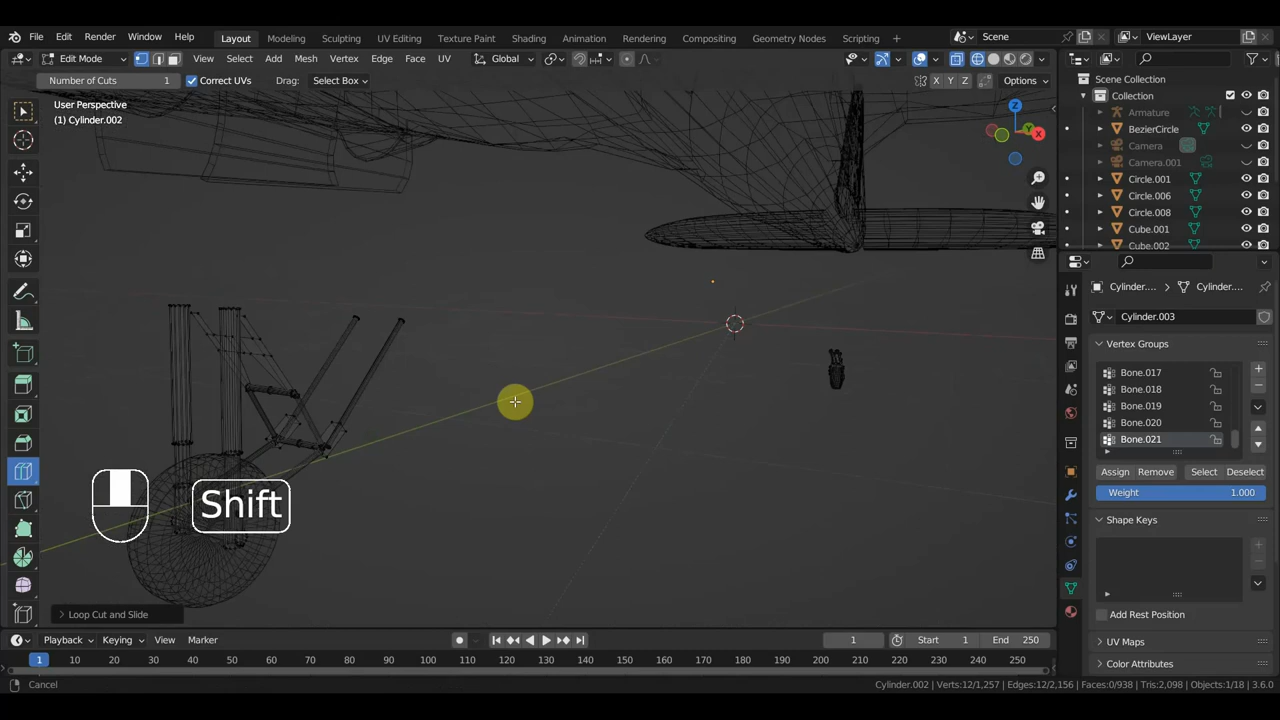 File Edit Render Window Help Layout Modeling Sculpting UV Editing Texture Paint Shading Animation Rendering Compositing Geometry Nodes Scripting Scene ViewLayer
Edit Mode View Select Add Mesh Vertex Edge Face UV Global
Number of Cuts 1 Correct UVs Drag: Select Box X Y Z Options
User Perspective
(1) Cylinder.002
Z
Y
X
Scene Collection
Collection
Armature
BezierCircle
Camera
Camera.001
Circle.001
Circle.006
Circle.008
Cube.001
Cube.002
Cylinder.... Cylinder....
Cylinder.003
Vertex Groups
Bone.017
Bone.018
Bone.019
Bone.020
Bone.021
Assign Remove Select Deselect
Weight 1.000
Shape Keys
Add Rest Position
UV Maps
Color Attributes
Shift
Loop Cut and Slide
Playback Keying View Marker 1 Start 1 End 250
1 10 20 30 40 50 60 70 80 90 100 110 120 130 140 150 160 170 180 190 200 210 220 230 240 250
Cancel Cylinder.002 | Verts:12/1,257 | Edges:12/2,156 | Faces:0/938 | Tris:2,098 | Objects:1/18 | 3.6.0